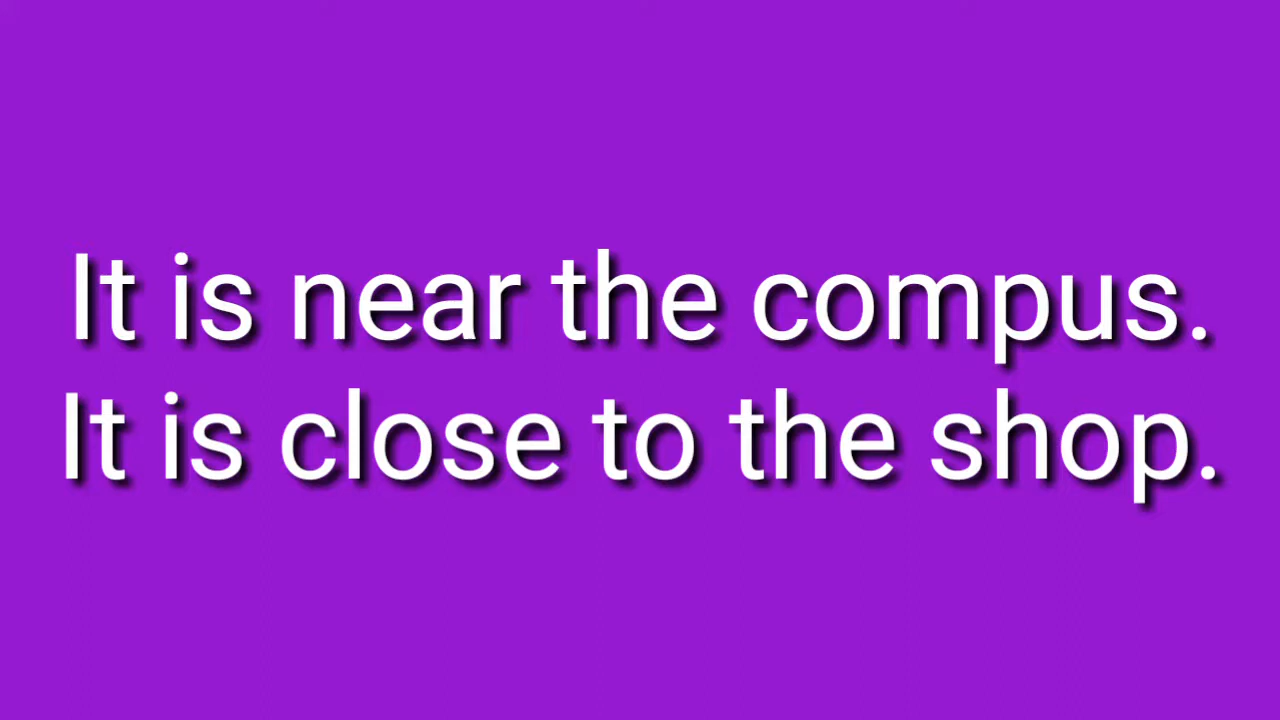 It is near the compus.
It is close to the shop.